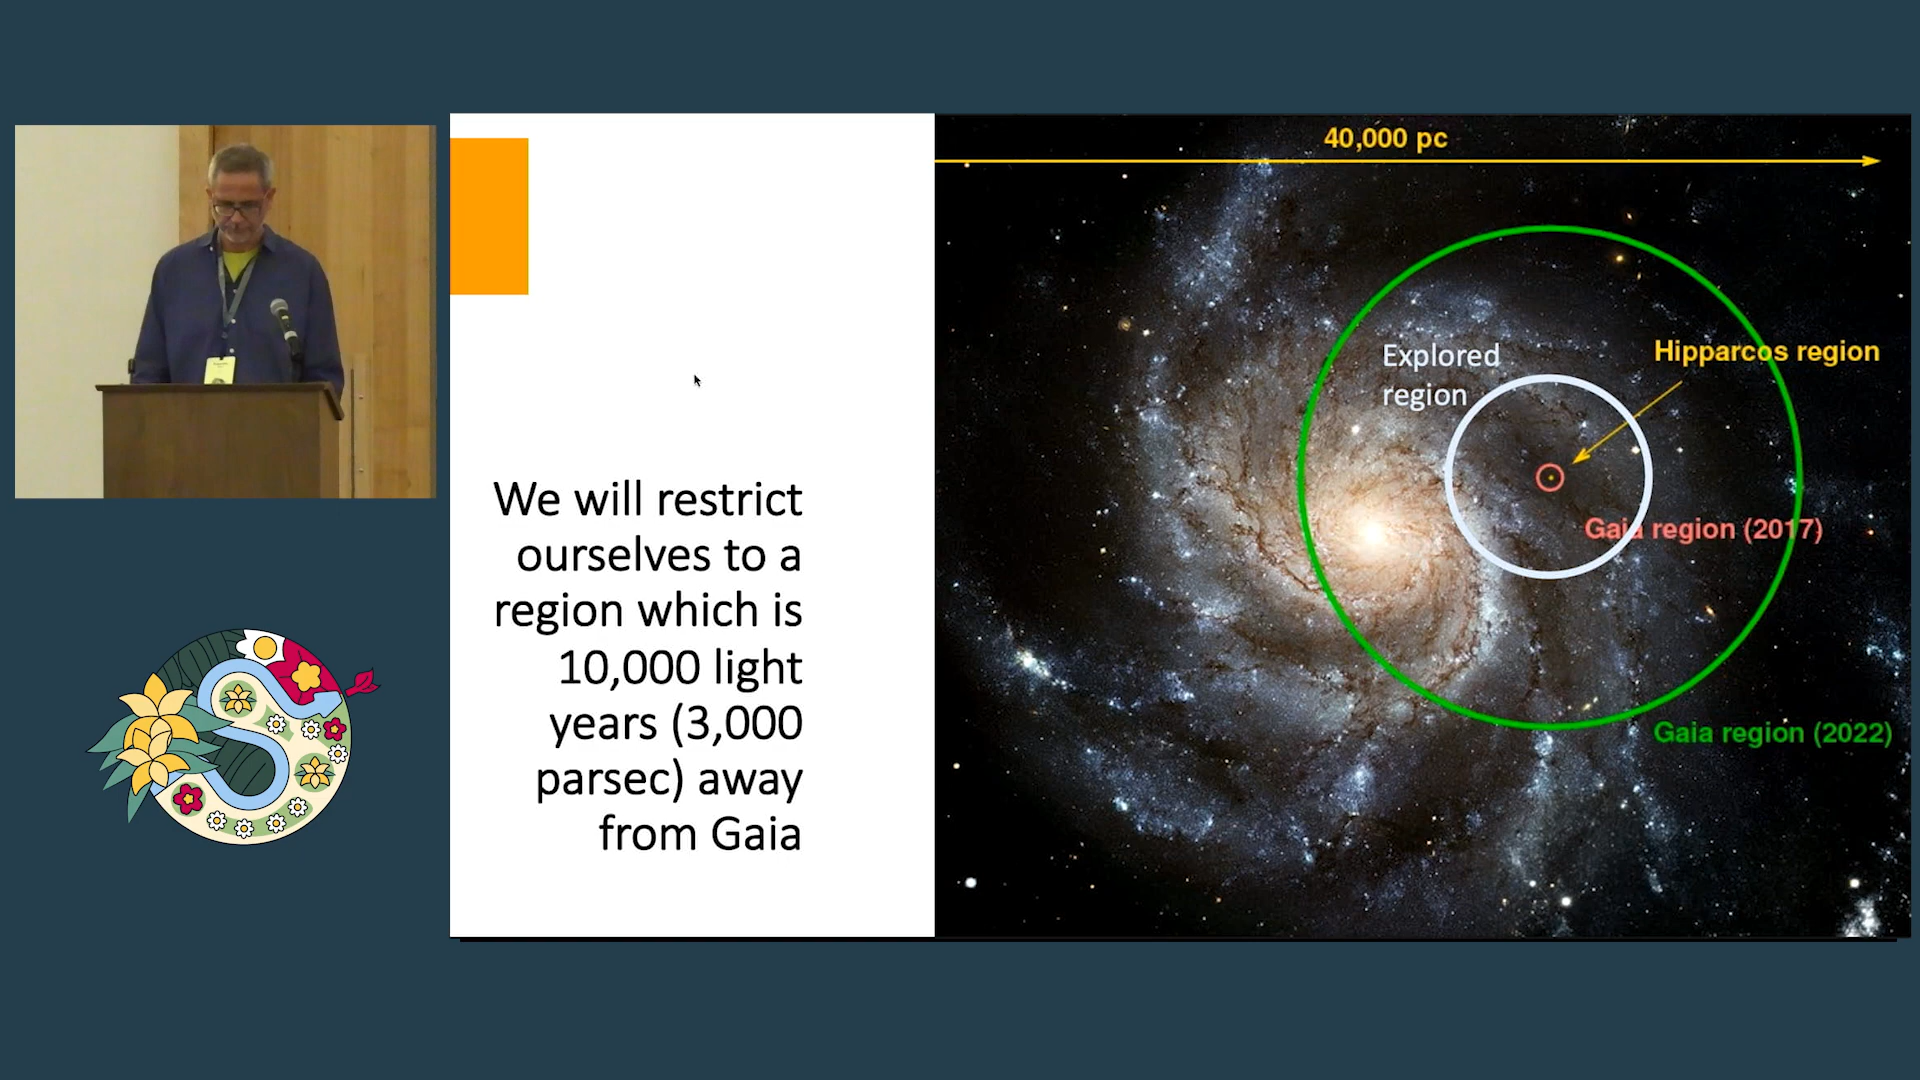 We will restrict
ourselves to a
region which is
10,000 light
years (3,000
parsec) away
from Gaia
40,000 pc
Explored
region
Hipparcos region
Gaia region (2017)
Gaia region (2022)